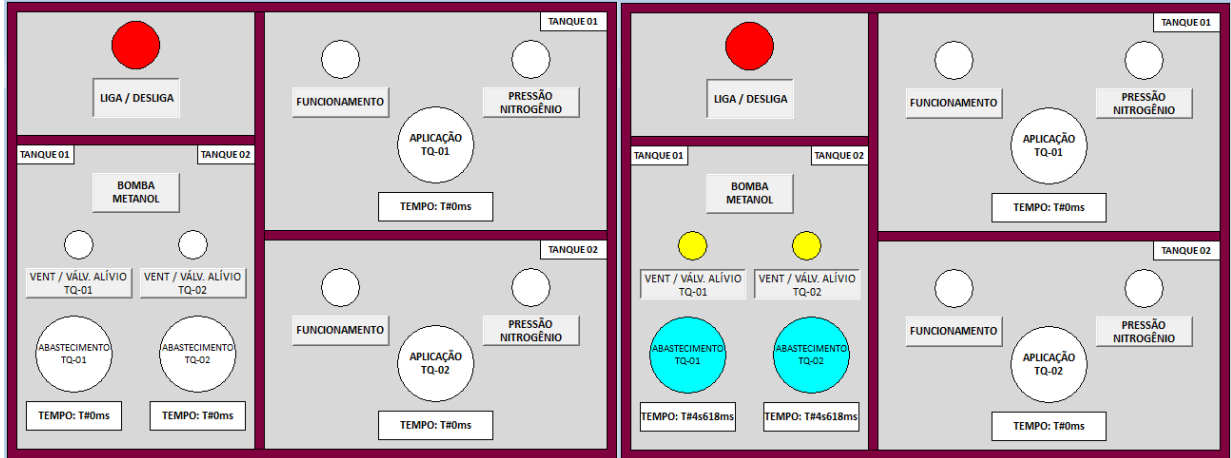 TANQUE 01
LIGA / DESLIGA
FUNCIONAMENTO
PRESSÃO
NITROGÊNIO
APLICAÇÃO
TQ-01
TEMPO: T#0ms
TANQUE 01
TANQUE 02
BOMBA
METANOL
VENT / VÁLV. ALÍVIO
TQ-01
VENT / VÁLV. ALÍVIO
TQ-02
ABASTECIMENTO
TQ-01
ABASTECIMENTO
TQ-02
TEMPO: T#0ms
TEMPO: T#0ms
TANQUE 02
FUNCIONAMENTO
PRESSÃO
NITROGÊNIO
APLICAÇÃO
TQ-02
TEMPO: T#0ms
TANQUE 01
LIGA / DESLIGA
FUNCIONAMENTO
PRESSÃO
NITROGÊNIO
APLICAÇÃO
TQ-01
TEMPO: T#0ms
TANQUE 01
TANQUE 02
BOMBA
METANOL
VENT / VÁLV. ALÍVIO
TQ-01
VENT / VÁLV. ALÍVIO
TQ-02
ABASTECIMENTO
TQ-01
ABASTECIMENTO
TQ-02
TEMPO: T#4s618ms
TEMPO: T#4s618ms
TANQUE 02
FUNCIONAMENTO
PRESSÃO
NITROGÊNIO
APLICAÇÃO
TQ-02
TEMPO: T#0ms